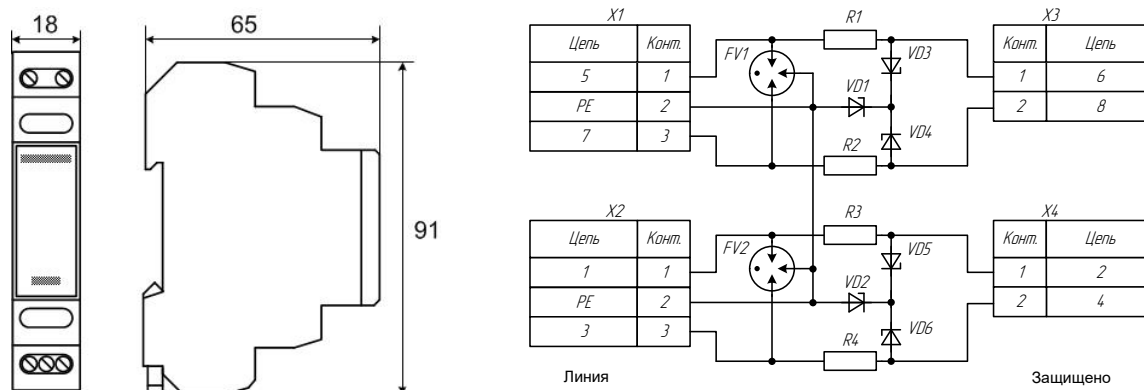 18
65
91
X1
Цепь Конт.
5 1
PE 2
7 3
FV1
R1
VD3
VD1
VD4
R2
X3
Конт. Цепь
1 6
2 8
X2
Цепь Конт.
1 1
PE 2
3 3
FV2
R3
VD5
VD2
VD6
R4
X4
Конт. Цепь
1 2
2 4
Линия
Защищено